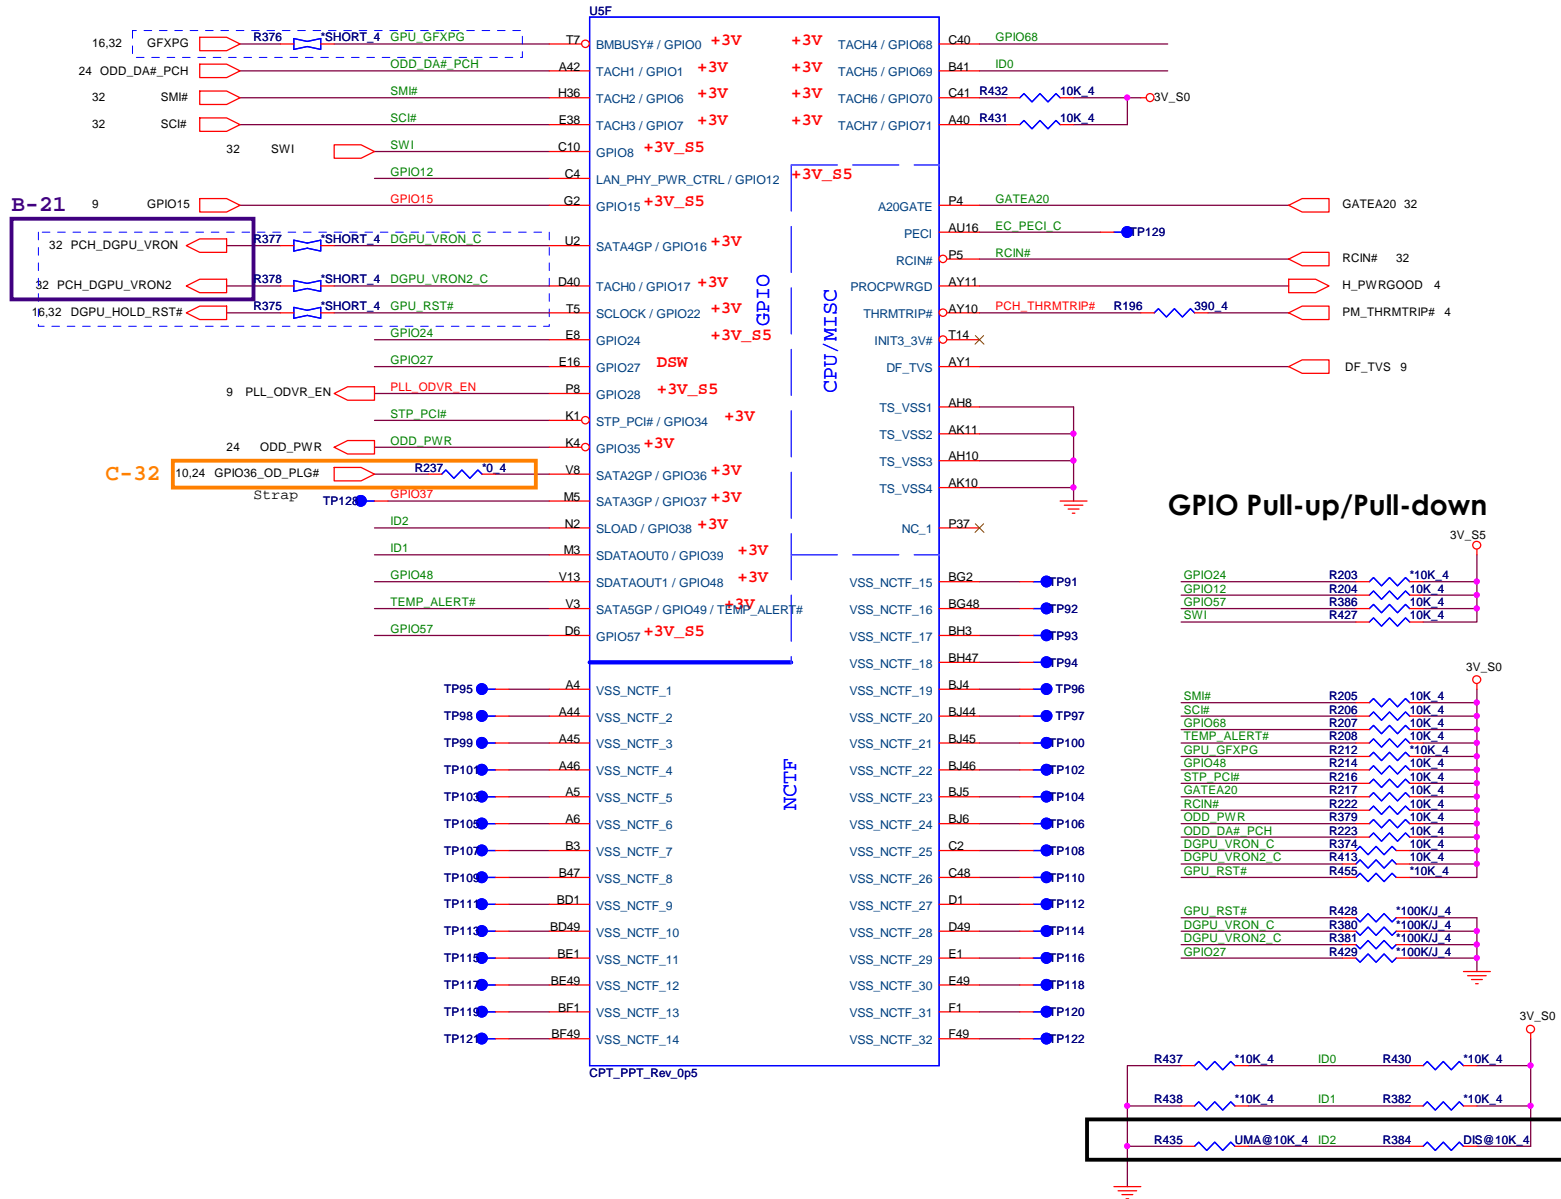 U5F
16,32 GFXPG R376 *SHORT_4 GPU_GFXPG T7 BMBUSY# / GPIO0 +3V
+3V TACH4 / GPIO68 C40 GPIO68
24 ODD_DA#_PCH ODD_DA#_PCH A42 TACH1 / GPIO1 +3V
+3V TACH5 / GPIO69 B41 ID0
32 SMI# SMI# H36 TACH2 / GPIO6 +3V
+3V TACH6 / GPIO70 C41 R432 10K_4 3V_S0
32 SCI# SCI# E38 TACH3 / GPIO7 +3V
+3V TACH7 / GPIO71 A40 R431 10K_4
32 SWI SWI C10 GPIO8 +3V_S5
GPIO12 C4 LAN_PHY_PWR_CTRL / GPIO12 +3V_S5
B-21
9 GPIO15 GPIO15 G2 GPIO15 +3V_S5
A20GATE P4 GATEA20 GATEA20 32
PECI AU16 EC_PECI_C TP129
32 PCH_DGPU_VRON R377 *SHORT_4 DGPU_VRON_C U2 SATA4GP / GPIO16 +3V
RCIN# P5 RCIN# RCIN# 32
32 PCH_DGPU_VRON2 R378 *SHORT_4 DGPU_VRON2_C D40 TACH0 / GPIO17 +3V
PROCPWRGD AY11 H_PWRGOOD 4
16,32 DGPU_HOLD_RST# R375 *SHORT_4 GPU_RST# T5 SCLOCK / GPIO22 +3V
THRMTRIP# AY10 PCH_THRMTRIP# R196 390_4 PM_THRMTRIP# 4
GPIO
CPU/MISC
GPIO24 E8 GPIO24 +3V_S5
INIT3_3V# T14
GPIO27 E16 GPIO27 DSW
DF_TVS AY1 DF_TVS 9
9 PLL_ODVR_EN PLL_ODVR_EN P8 GPIO28 +3V_S5
TS_VSS1 AH8
STP_PCI# K1 STP_PCI# / GPIO34 +3V
TS_VSS2 AK11
24 ODD_PWR ODD_PWR K4 GPIO35 +3V
TS_VSS3 AH10
C-32 10,24 GPIO36_OD_PLG# R237 *0_4 V8 SATA2GP / GPIO36 +3V
TS_VSS4 AK10
Strap
TP128 GPIO37 M5 SATA3GP / GPIO37 +3V
ID2 N2 SLOAD / GPIO38 +3V
NC_1 P37
ID1 M3 SDATAOUT0 / GPIO39 +3V
GPIO48 V13 SDATAOUT1 / GPIO48 +3V
TEMP_ALERT# V3 SATA5GP / GPIO49 / TEMP_ALERT# +3V
GPIO57 D6 GPIO57 +3V_S5
VSS_NCTF_15 BG2 TP91
VSS_NCTF_16 BG48 TP92
VSS_NCTF_17 BH3 TP93
VSS_NCTF_18 BH47 TP94
TP95 A4 VSS_NCTF_1
VSS_NCTF_19 BJ4 TP96
TP98 A44 VSS_NCTF_2
VSS_NCTF_20 BJ44 TP97
TP99 A45 VSS_NCTF_3
VSS_NCTF_21 BJ45 TP100
TP101 A46 VSS_NCTF_4
VSS_NCTF_22 BJ46 TP102
NCTF
TP103 A5 VSS_NCTF_5
VSS_NCTF_23 BJ5 TP104
TP105 A6 VSS_NCTF_6
VSS_NCTF_24 BJ6 TP106
TP107 B3 VSS_NCTF_7
VSS_NCTF_25 C2 TP108
TP109 B47 VSS_NCTF_8
VSS_NCTF_26 C48 TP110
TP111 BD1 VSS_NCTF_9
VSS_NCTF_27 D1 TP112
TP113 BD49 VSS_NCTF_10
VSS_NCTF_28 D49 TP114
TP115 BE1 VSS_NCTF_11
VSS_NCTF_29 E1 TP116
TP117 BE49 VSS_NCTF_12
VSS_NCTF_30 E49 TP118
TP119 BF1 VSS_NCTF_13
VSS_NCTF_31 F1 TP120
TP121 BF49 VSS_NCTF_14
VSS_NCTF_32 F49 TP122
CPT_PPT_Rev_0p5
GPIO Pull-up/Pull-down
3V_S5
GPIO24 R203 *10K_4
GPIO12 R204 10K_4
GPIO57 R386 10K_4
SWI R427 10K_4
3V_S0
SMI# R205 10K_4
SCI# R206 10K_4
GPIO68 R207 10K_4
TEMP_ALERT# R208 10K_4
GPU_GFXPG R212 *10K_4
GPIO48 R214 10K_4
STP_PCI# R216 10K_4
GATEA20 R217 10K_4
RCIN# R222 10K_4
ODD_PWR R379 10K_4
ODD_DA#_PCH R223 10K_4
DGPU_VRON_C R374 10K_4
DGPU_VRON2_C R413 10K_4
GPU_RST# R455 *10K_4
GPU_RST# R428 *100K/J_4
DGPU_VRON_C R380 *100K/J_4
DGPU_VRON2_C R381 *100K/J_4
GPIO27 R429 *100K/J_4
3V_S0
R437 *10K_4 ID0 R430 *10K_4
R438 *10K_4 ID1 R382 *10K_4
R435 UMA@10K_4 ID2 R384 DIS@10K_4